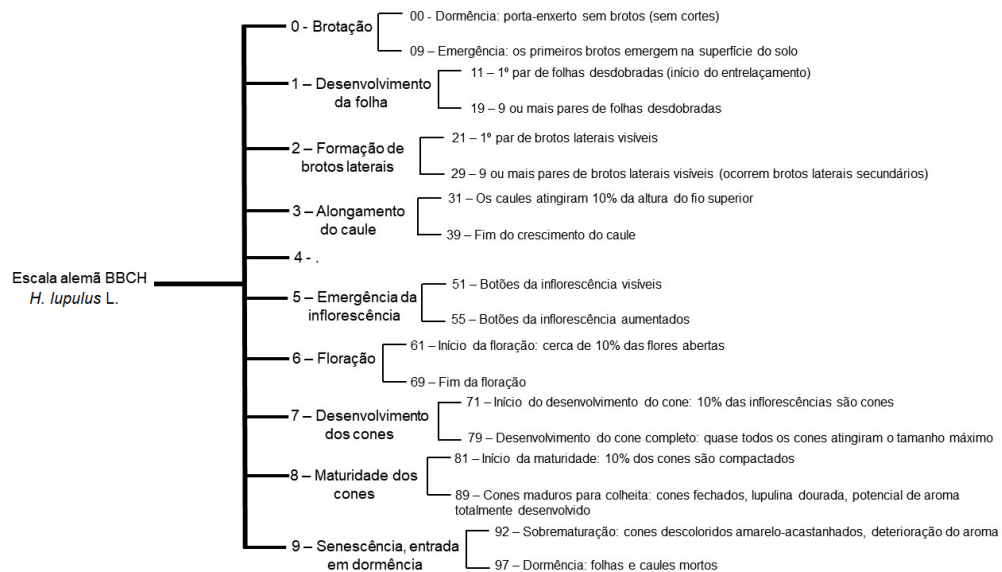 Escala alemã BBCH
H. lupulus L.
0 - Brotação
00 - Dormência: porta-enxerto sem brotos (sem cortes)
09 – Emergência: os primeiros brotos emergem na superfície do solo
1 – Desenvolvimento
da folha
11 – 1º par de folhas desdobradas (início do entrelaçamento)
19 – 9 ou mais pares de folhas desdobradas
2 – Formação de
brotos laterais
21 – 1º par de brotos laterais visíveis
29 – 9 ou mais pares de brotos laterais visíveis (ocorrem brotos laterais secundários)
3 – Alongamento
do caule
31 – Os caules atingiram 10% da altura do fio superior
39 – Fim do crescimento do caule
4 - .
5 – Emergência da
inflorescência
51 – Botões da inflorescência visíveis
55 – Botões da inflorescência aumentados
6 – Floração
61 – Início da floração: cerca de 10% das flores abertas
69 – Fim da floração
7 – Desenvolvimento
dos cones
71 – Início do desenvolvimento do cone: 10% das inflorescências são cones
79 – Desenvolvimento do cone completo: quase todos os cones atingiram o tamanho máximo
8 – Maturidade dos
cones
81 – Início da maturidade: 10% dos cones são compactados
89 – Cones maduros para colheita: cones fechados, lupulina dourada, potencial de aroma
totalmente desenvolvido
9 – Senescência, entrada
em dormência
92 – Sobrematuração: cones descoloridos amarelo-acastanhados, deterioração do aroma
97 – Dormência: folhas e caules mortos